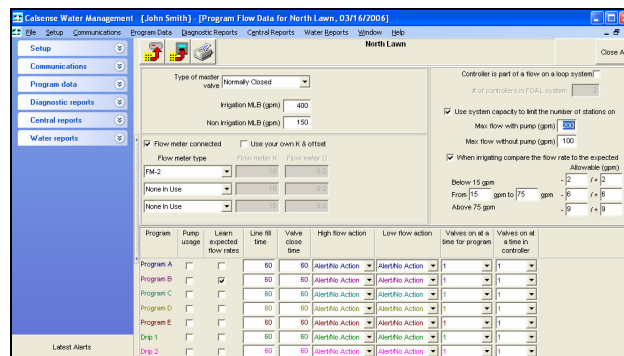 Calsense Water Management {John Smith} - [Program Flow Data for North Lawn, 03/16/2006]
File Setup Communications Program Data Diagnostic Reports Central Reports Water Reports Window Help
Setup
Communications
Program data
Diagnostic reports
Central reports
Water reports
Latest Alerts
North Lawn
Close A
Type of master valve Normally Closed
Irrigation MLB (gpm) 400
Non Irrigation MLB (gpm) 150
Controller is part of a flow on a loop system
# of controllers in FOAL system
Use system capacity to limit the number of stations on
Max flow with pump (gpm) 200
Max flow without pump (gpm) 100
Flow meter connected Use your own K & offset
Flow meter type Flow meter K Flow meter O
FM-2 10 0.2
None In Use 10 0.2
None In Use 10 0.2
When irrigating compare the flow rate to the expected
Allowable (gpm)
Below 15 gpm - 2 / + 2
From 15 gpm to 75 gpm - 6 / + 6
Above 75 gpm - 9 / + 9
Program Pump usage Learn expected flow rates Line fill time Valve close time High flow action Low flow action Valves on at a time for program Valves on at a time in controller
Program A 60 60 Alert/No Action Alert/No Action 1 1
Program B 60 60 Alert/No Action Alert/No Action 1 1
Program C 60 60 Alert/No Action Alert/No Action 1 1
Program D 60 60 Alert/No Action Alert/No Action 1 1
Program E 60 60 Alert/No Action Alert/No Action 1 1
Drip 1 60 60 Alert/No Action Alert/No Action 1 1
Drip 2 60 60 Alert/No Action Alert/No Action 1 1